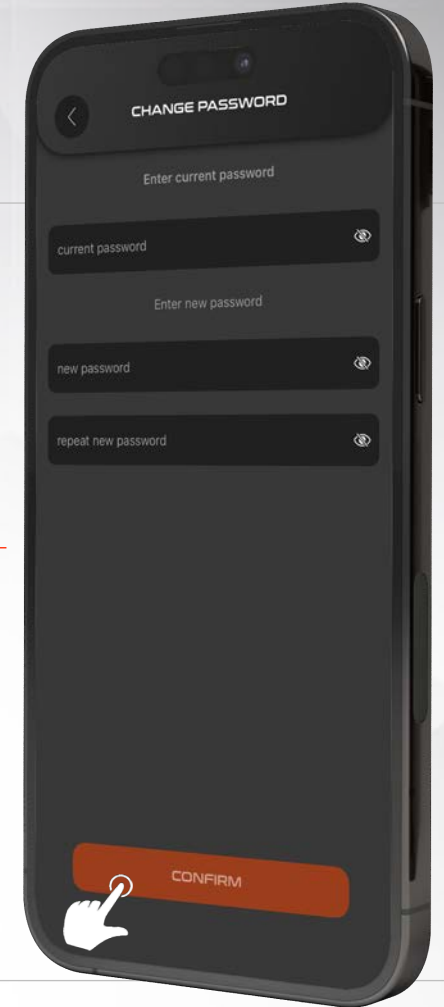 CHANGE PASSWORD
Enter current password
current password
Enter new password
new password
repeat new password
CONFIRM